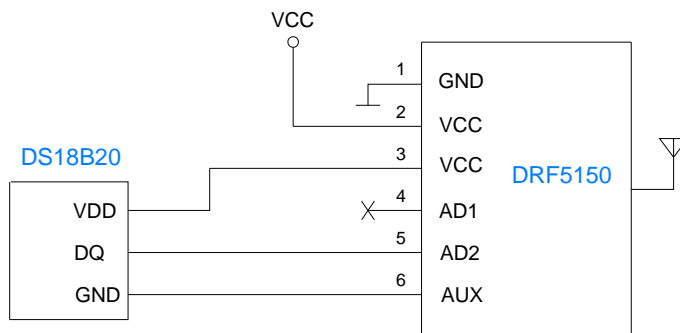 VCC
1 GND
2 VCC
DS18B20
3 VCC
DRF5150
VDD
4 AD1
DQ
5 AD2
GND
6 AUX